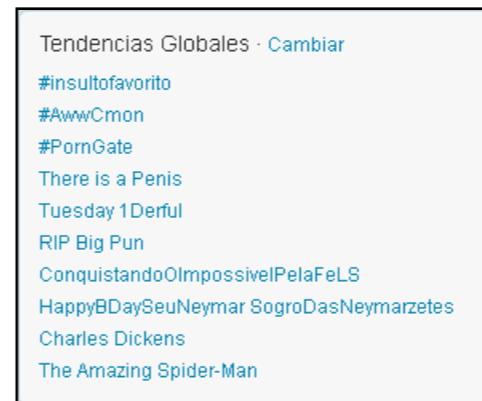 Tendencias Globales · Cambiar
#insultofavorito
#AwwCmon
#PornGate
There is a Penis
Tuesday 1Derful
RIP Big Pun
ConquistandoOImpossivelPelaFeLS
HappyBDaySeuNeymar SogroDasNeymarzetes
Charles Dickens
The Amazing Spider-Man